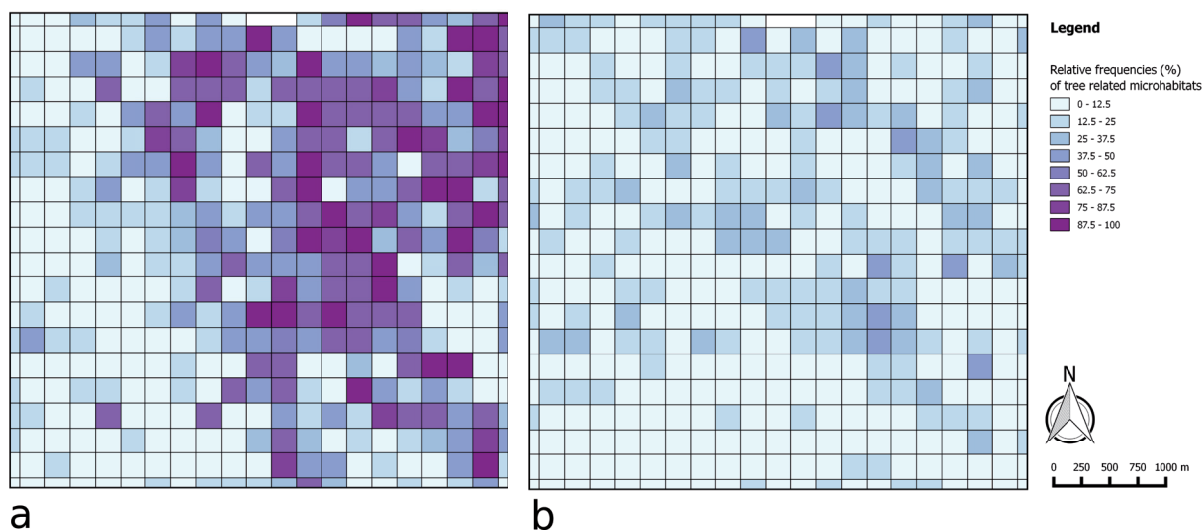 Legend
Relative frequencies (%)
of tree related microhabitats
0 - 12.5
12.5 - 25
25 - 37.5
37.5 - 50
50 - 62.5
62.5 - 75
75 - 87.5
87.5 - 100
N
0 250 500 750 1000 m
a
b